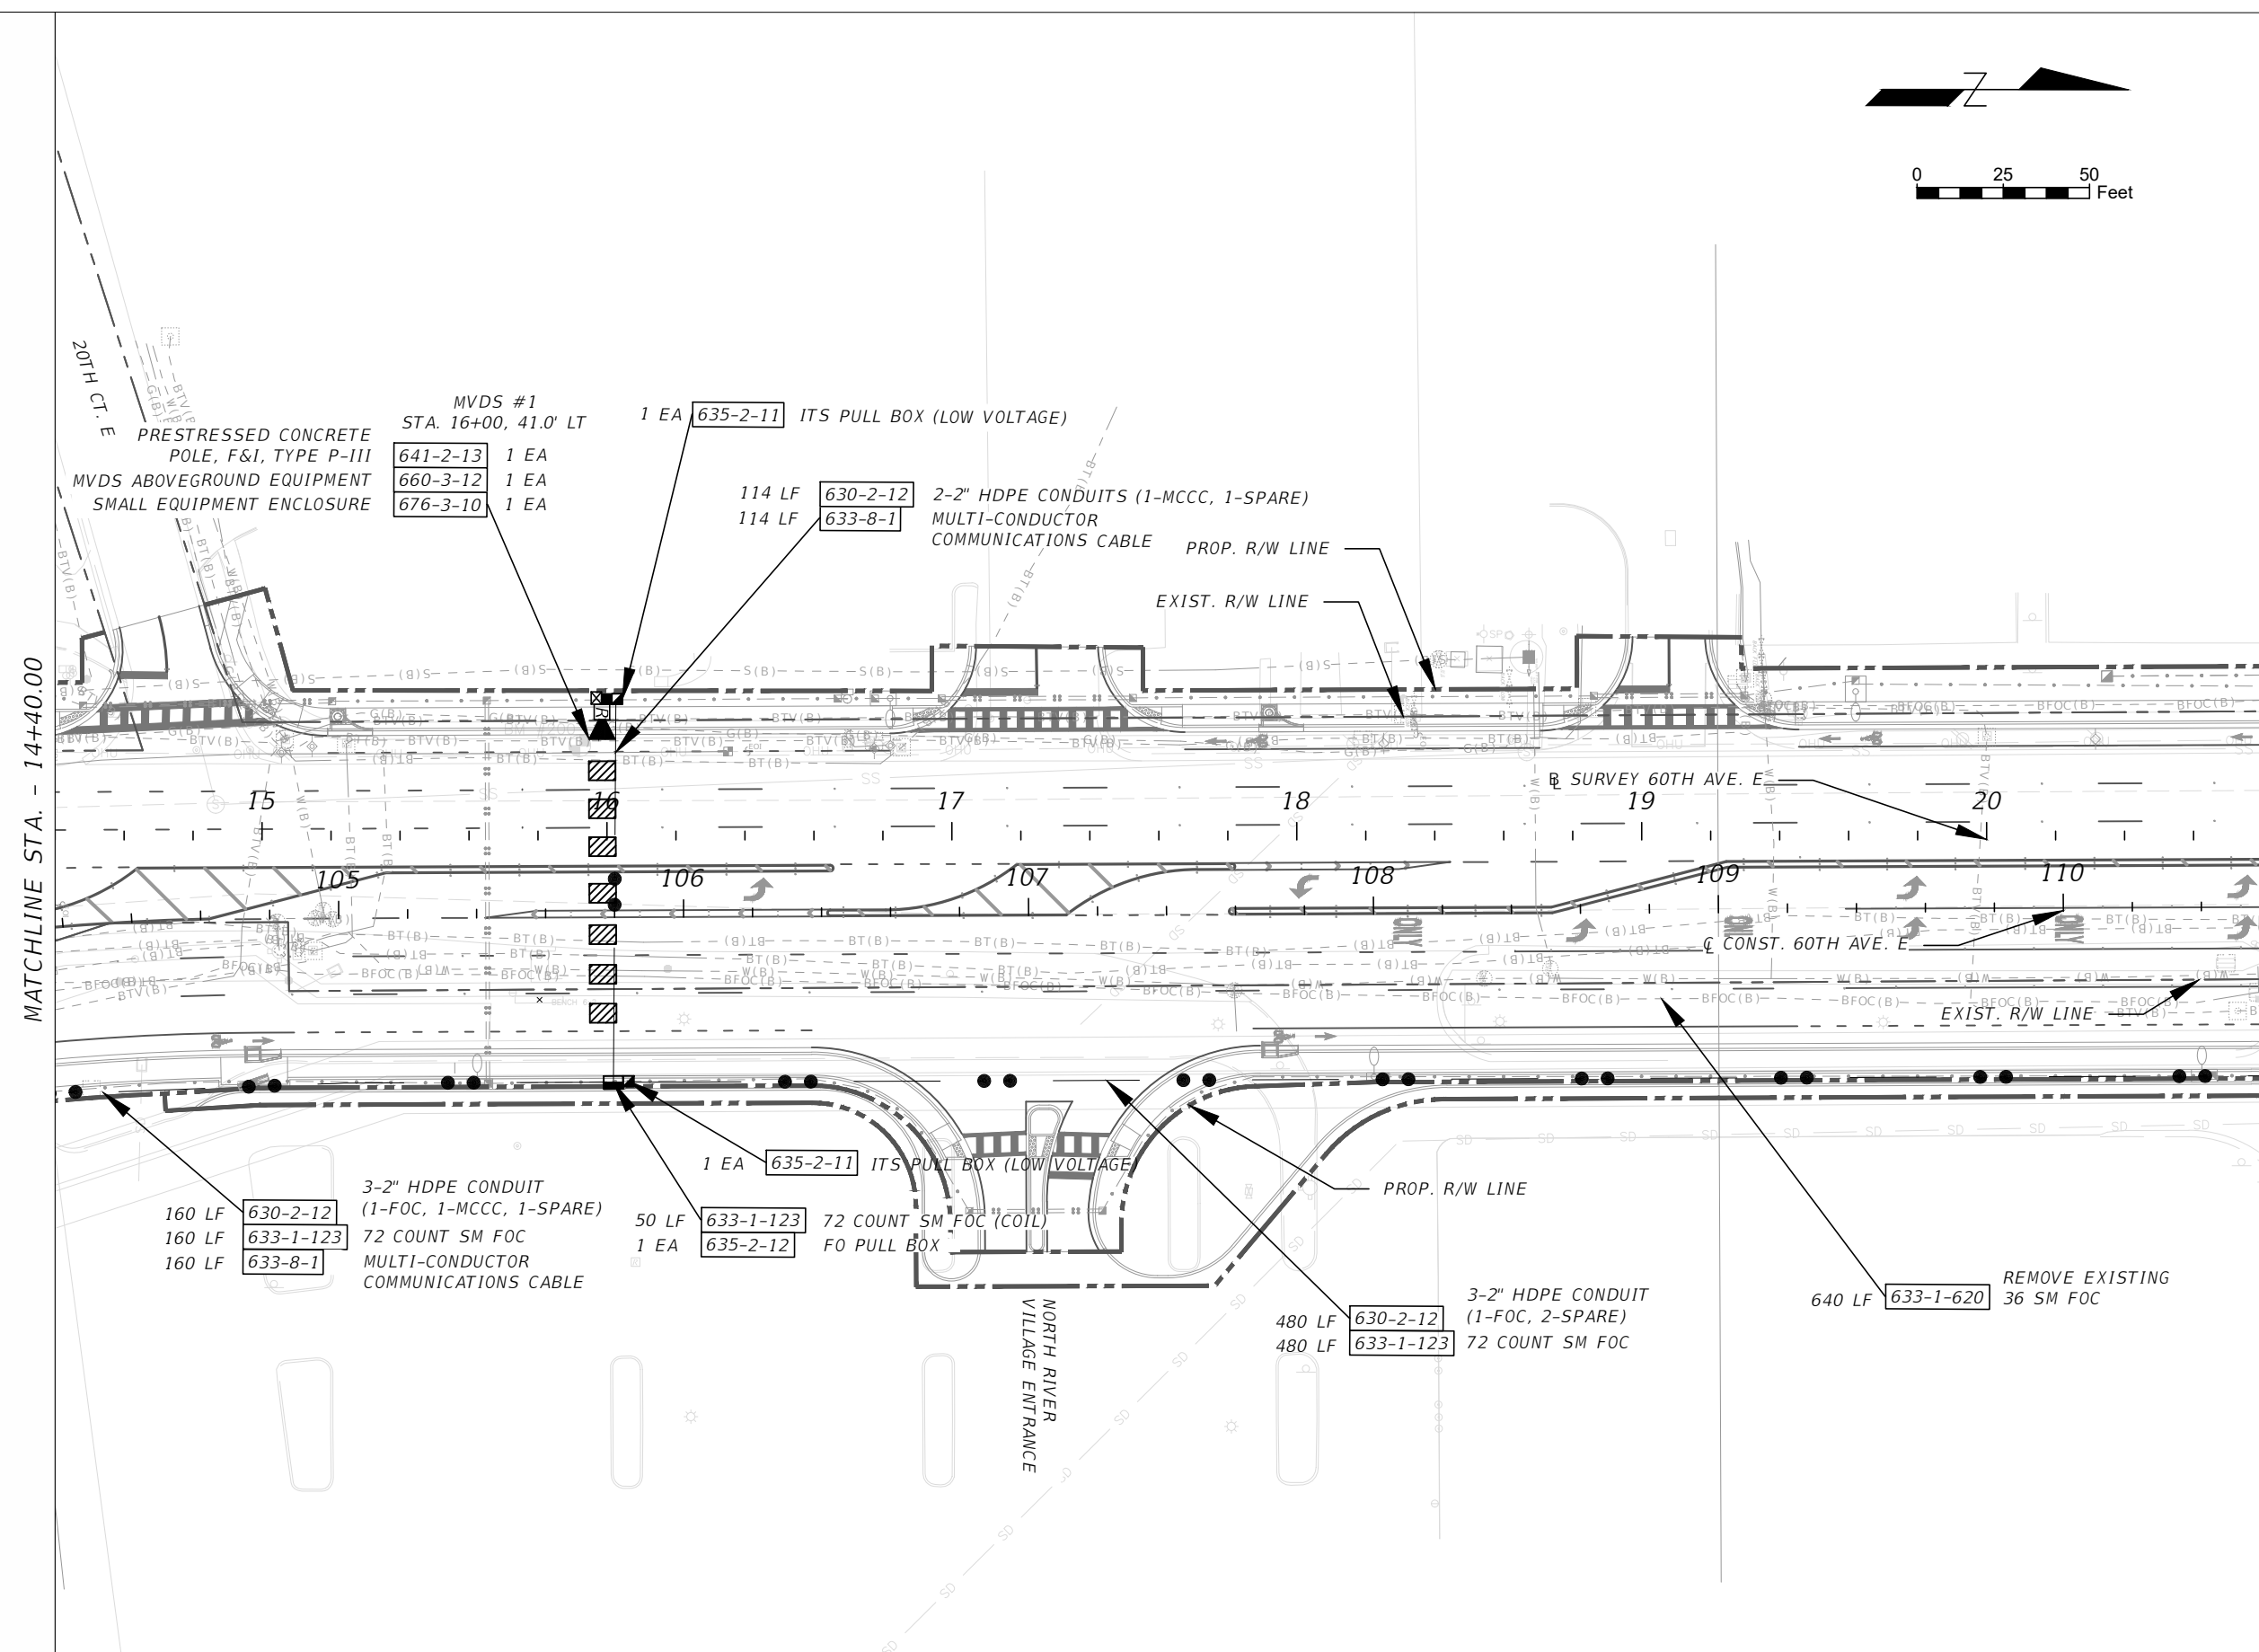 0 25 50
Feet
Z
MATCHLINE STA. - 14+40.00
20TH CT. E
MVDS #1
STA. 16+00, 41.0' LT
PRESTRESSED CONCRETE
POLE, F&I, TYPE P-III 641-2-13 1 EA
MVDS ABOVEGROUND EQUIPMENT 660-3-12 1 EA
SMALL EQUIPMENT ENCLOSURE 676-3-10 1 EA
1 EA 635-2-11 ITS PULL BOX (LOW VOLTAGE)
114 LF 630-2-12 2-2" HDPE CONDUITS (1-MCCC, 1-SPARE)
114 LF 633-8-1 MULTI-CONDUCTOR
COMMUNICATIONS CABLE
PROP. R/W LINE
EXIST. R/W LINE
℄ SURVEY 60TH AVE. E
15 16 17 18 19 20
105 106 107 108 109 110
℄ CONST. 60TH AVE. E
EXIST. R/W LINE
1 EA 635-2-11 ITS PULL BOX (LOW VOLTAGE)
PROP. R/W LINE
3-2" HDPE CONDUIT
160 LF 630-2-12 (1-FOC, 1-MCCC, 1-SPARE)
160 LF 633-1-123 72 COUNT SM FOC
160 LF 633-8-1 MULTI-CONDUCTOR
COMMUNICATIONS CABLE
50 LF 633-1-123 72 COUNT SM FOC (COIL)
1 EA 635-2-12 FO PULL BOX
NORTH RIVER
VILLAGE ENTRANCE
3-2" HDPE CONDUIT
480 LF 630-2-12 (1-FOC, 2-SPARE)
480 LF 633-1-123 72 COUNT SM FOC
REMOVE EXISTING
640 LF 633-1-620 36 SM FOC